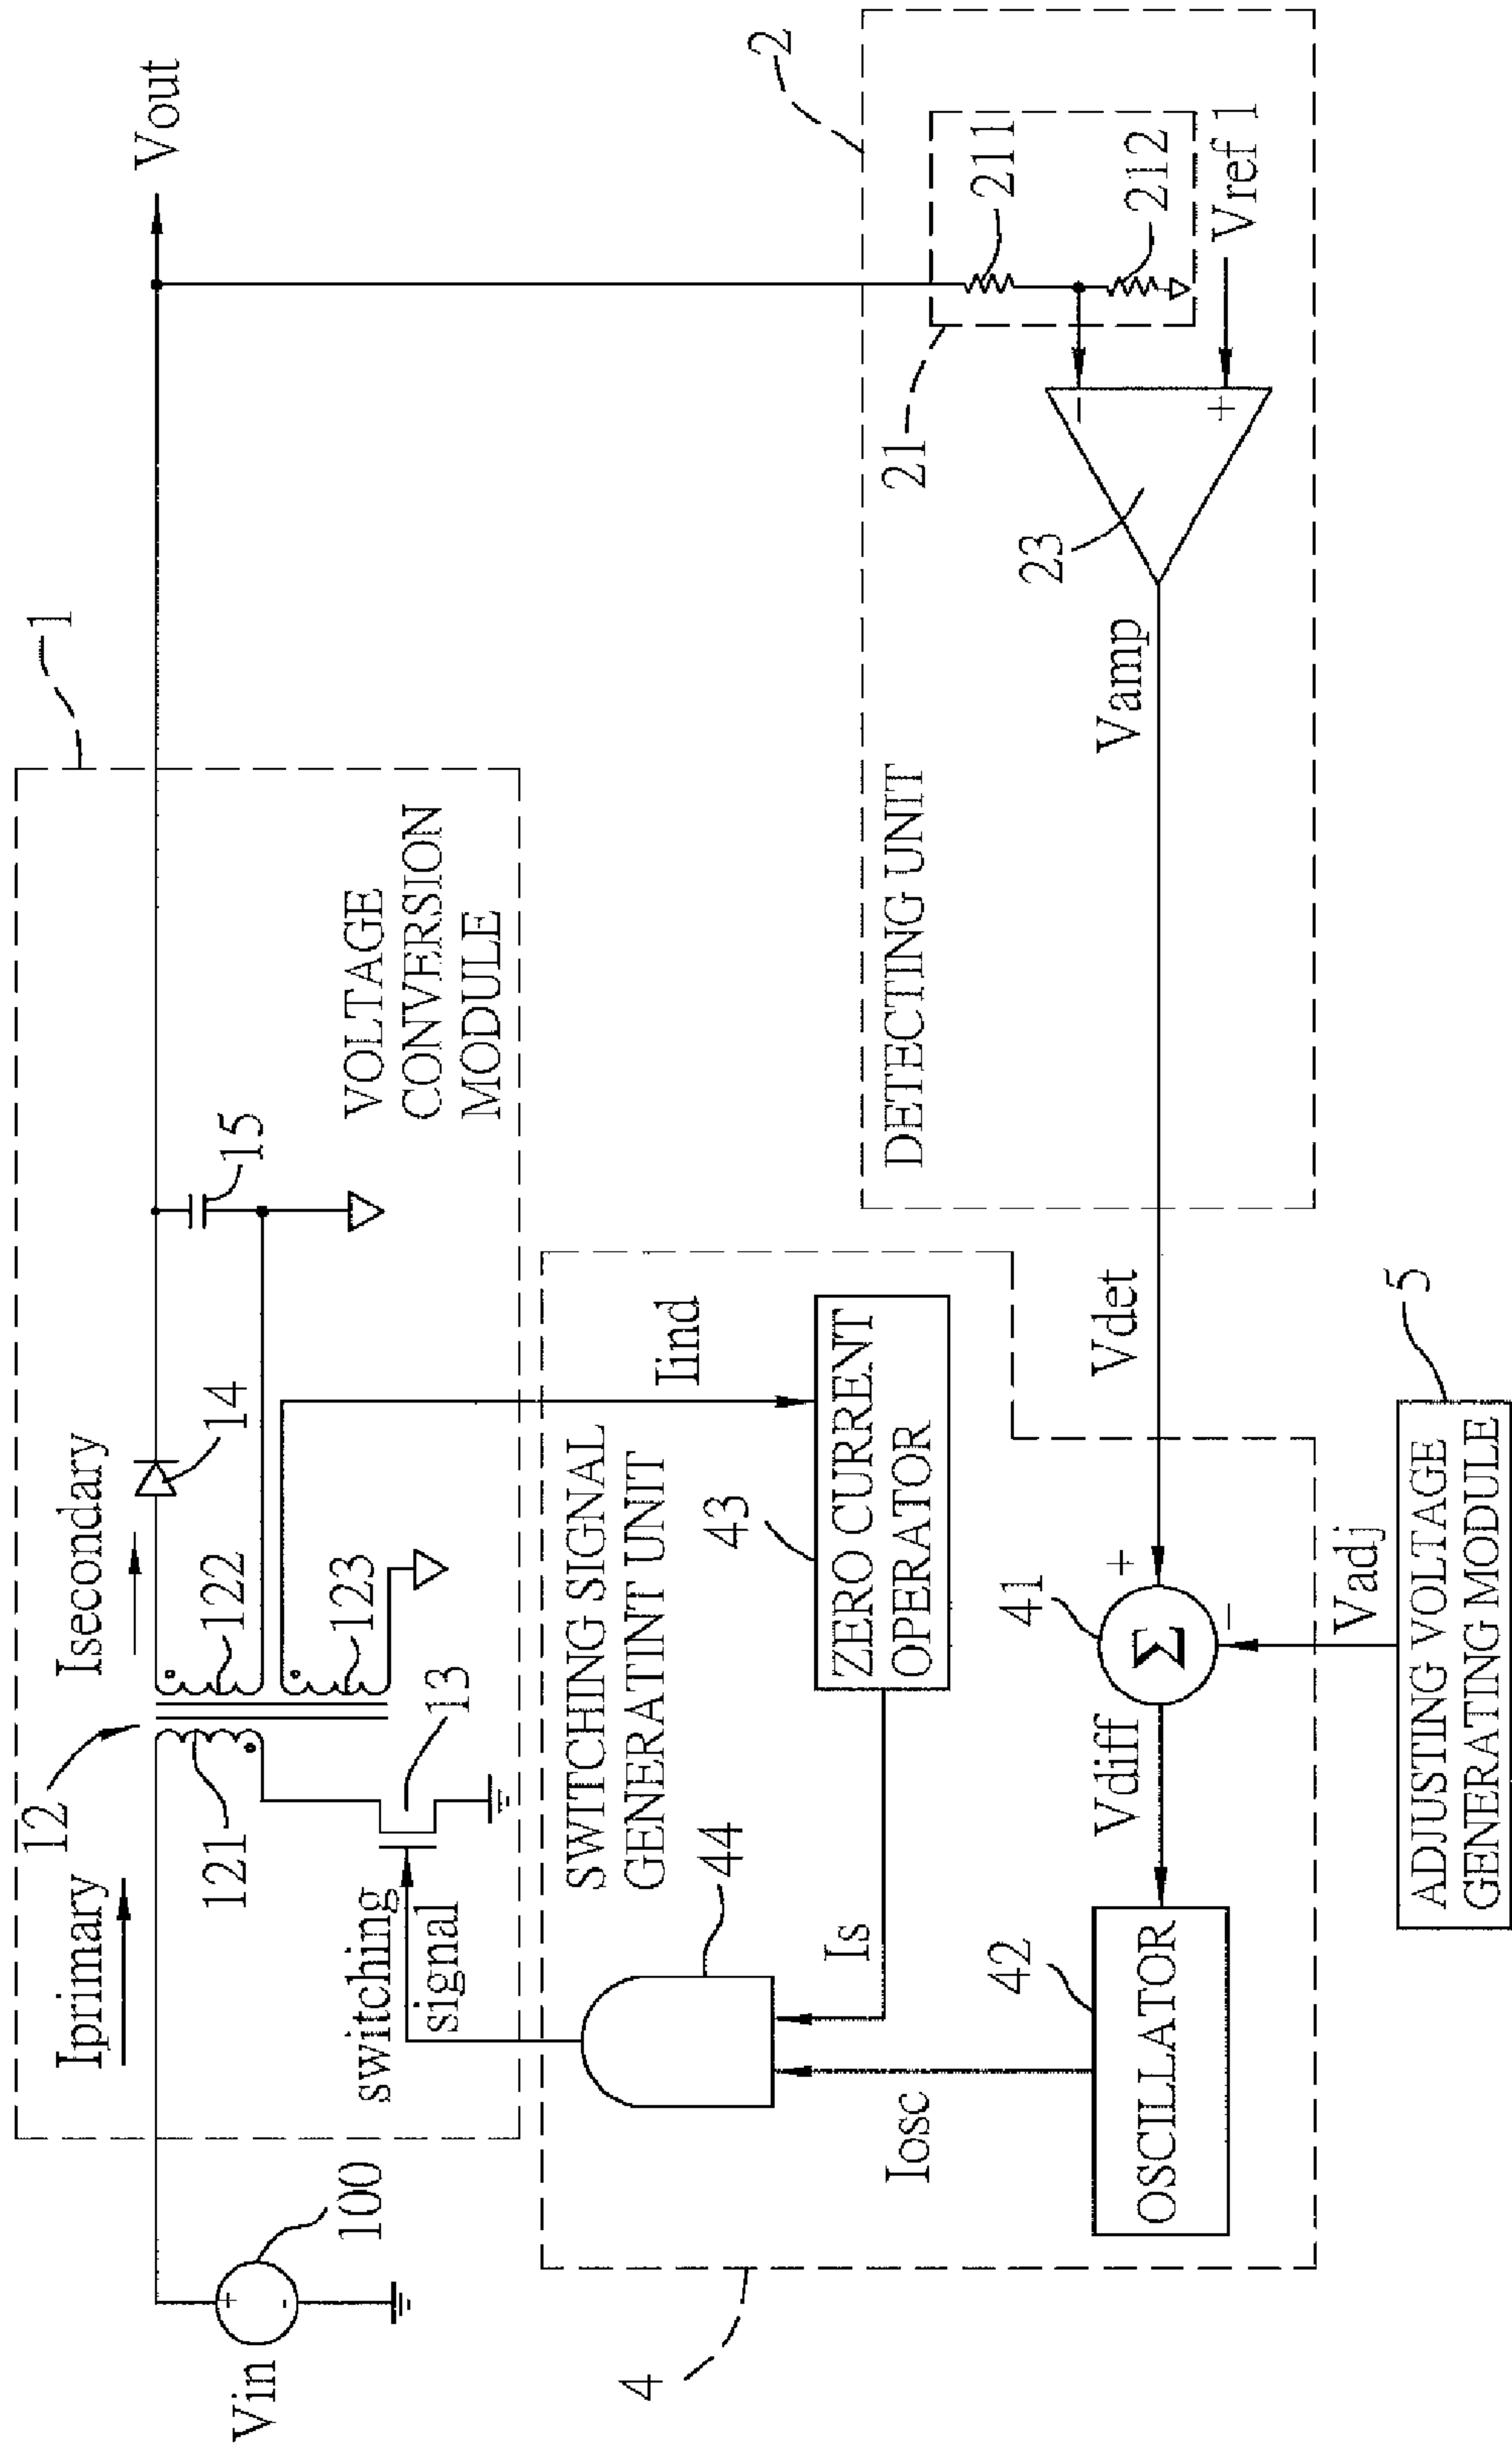 1
Iprimary
Isecondary
Vout
12
14
121
122
15
123
13
Vin
100
switching
signal
VOLTAGE
CONVERSION
MODULE
+
-
SWITCHING SIGNAL
GENERATINT UNIT
Iind
44
43
ZERO CURRENT
OPERATOR
Is
Iosc
4
42
OSCILLATOR
Vdiff
41
Σ
+
-
Vdet
Vadj
5
ADJUSTING VOLTAGE
GENERATING MODULE
2
DETECTING UNIT
21
211
212
Vref 1
23
-
+
Vamp